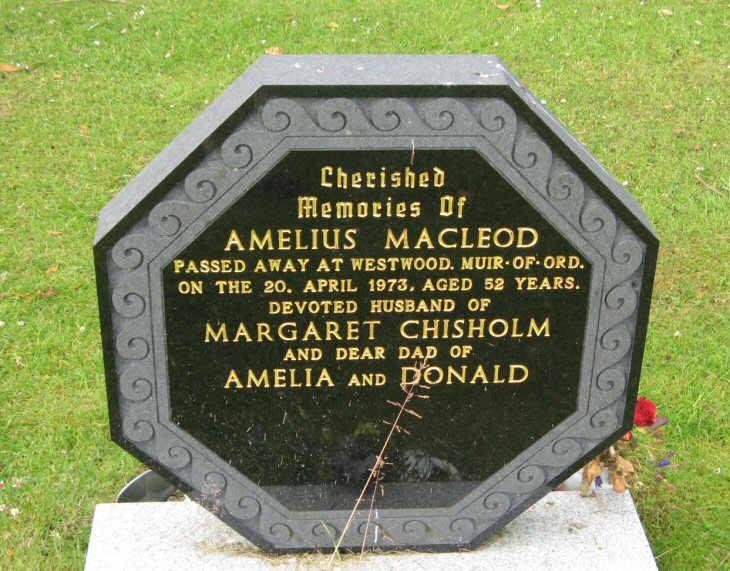 Cherished
Memories Of
AMELIUS MACLEOD
PASSED AWAY AT WESTWOOD. MUIR·OF·ORD.
ON THE 20. APRIL 1973, AGED 52 YEARS.
DEVOTED HUSBAND OF
MARGARET CHISHOLM
AND DEAR DAD OF
AMELIA AND DONALD